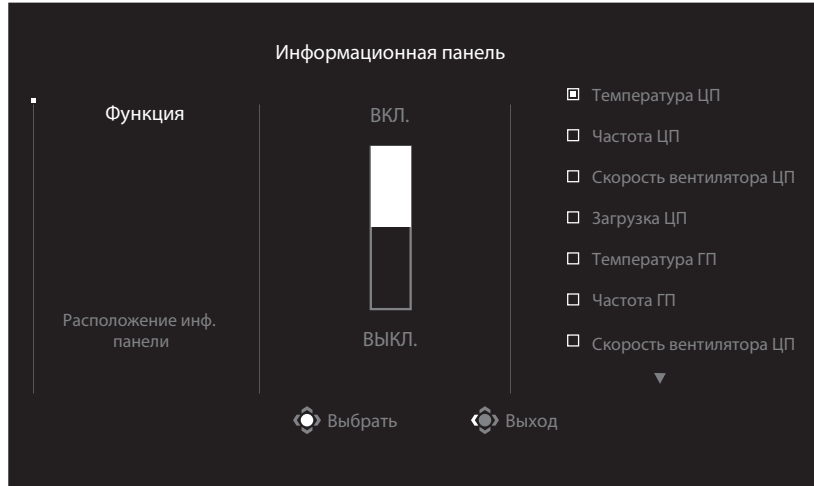 Информационная панель
Функция
Расположение инф.
панели
ВКЛ.
ВЫКЛ.
Температура ЦП
Частота ЦП
Скорость вентилятора ЦП
Загрузка ЦП
Температура ГП
Частота ГП
Скорость вентилятора ЦП
Выбрать
Выход